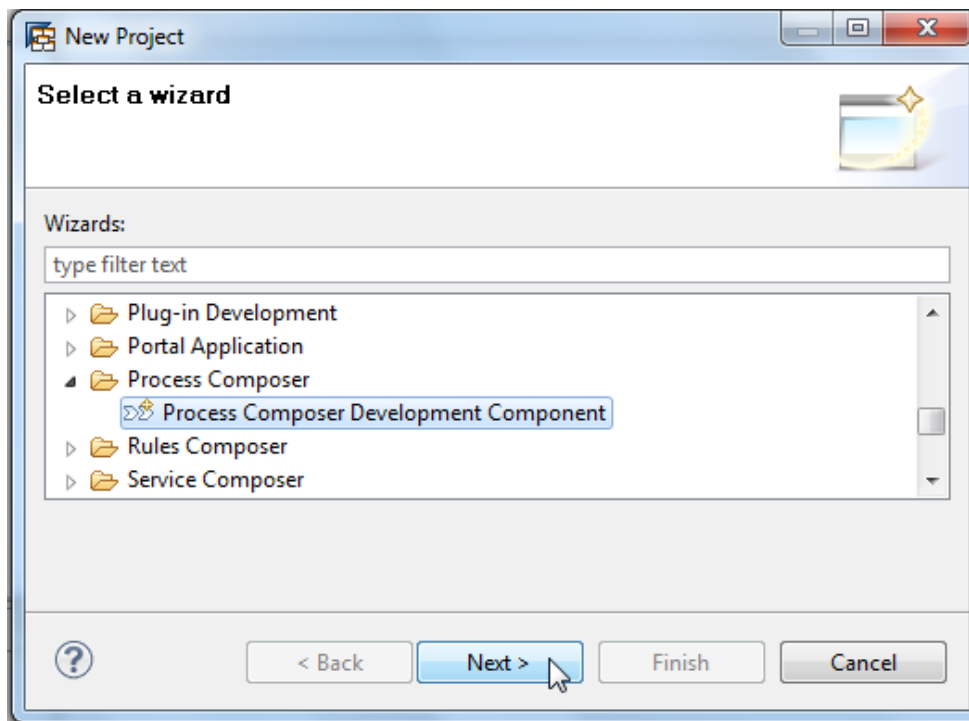 New Project
Select a wizard
Wizards:
type filter text
Plug-in Development
Portal Application
Process Composer
Process Composer Development Component
Rules Composer
Service Composer
? < Back Next > Finish Cancel